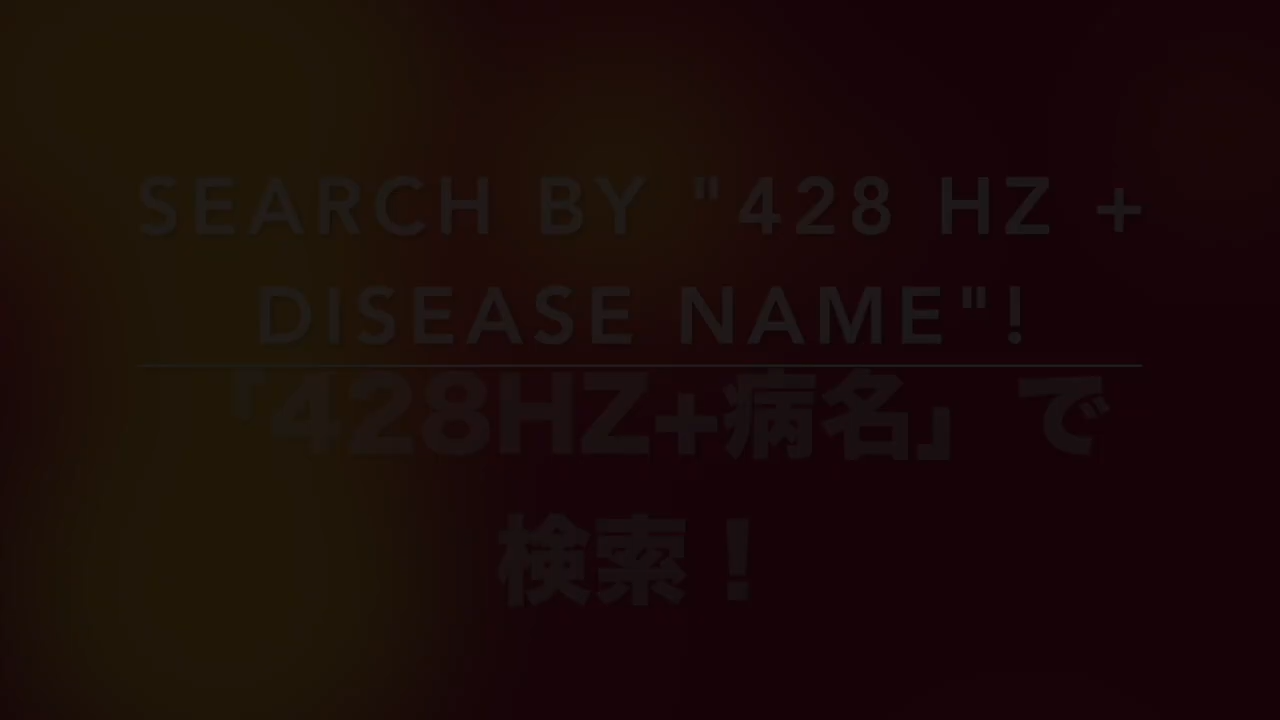 SEARCH BY "428 HZ +
DISEASE NAME"!
「428HZ+病名」で
検索！